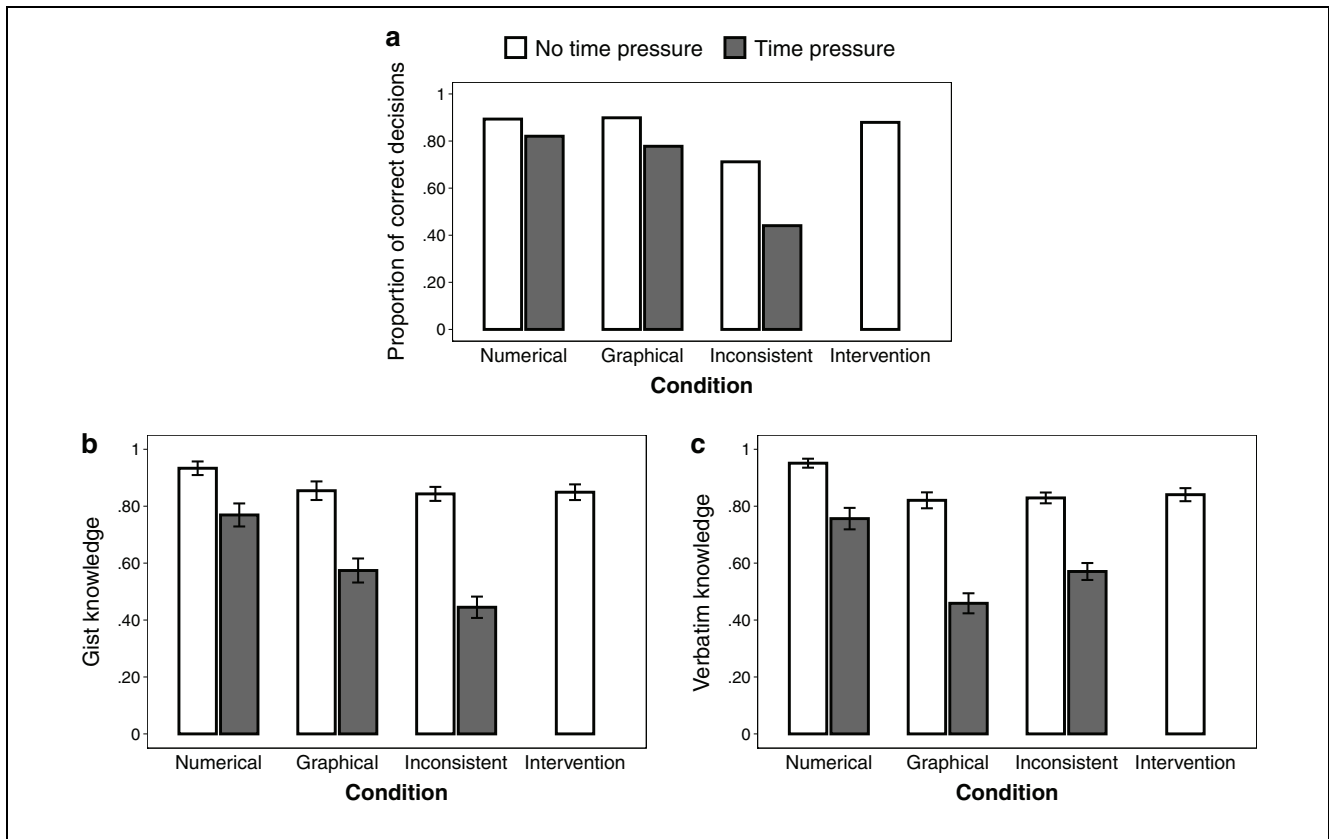 a
No time pressure Time pressure
Proportion of correct decisions
1
.80
.60
.40
.20
0
Numerical Graphical Inconsistent Intervention
Condition
b
Gist knowledge
1
.80
.60
.40
.20
0
Numerical Graphical Inconsistent Intervention
Condition
c
Verbatim knowledge
1
.80
.60
.40
.20
0
Numerical Graphical Inconsistent Intervention
Condition